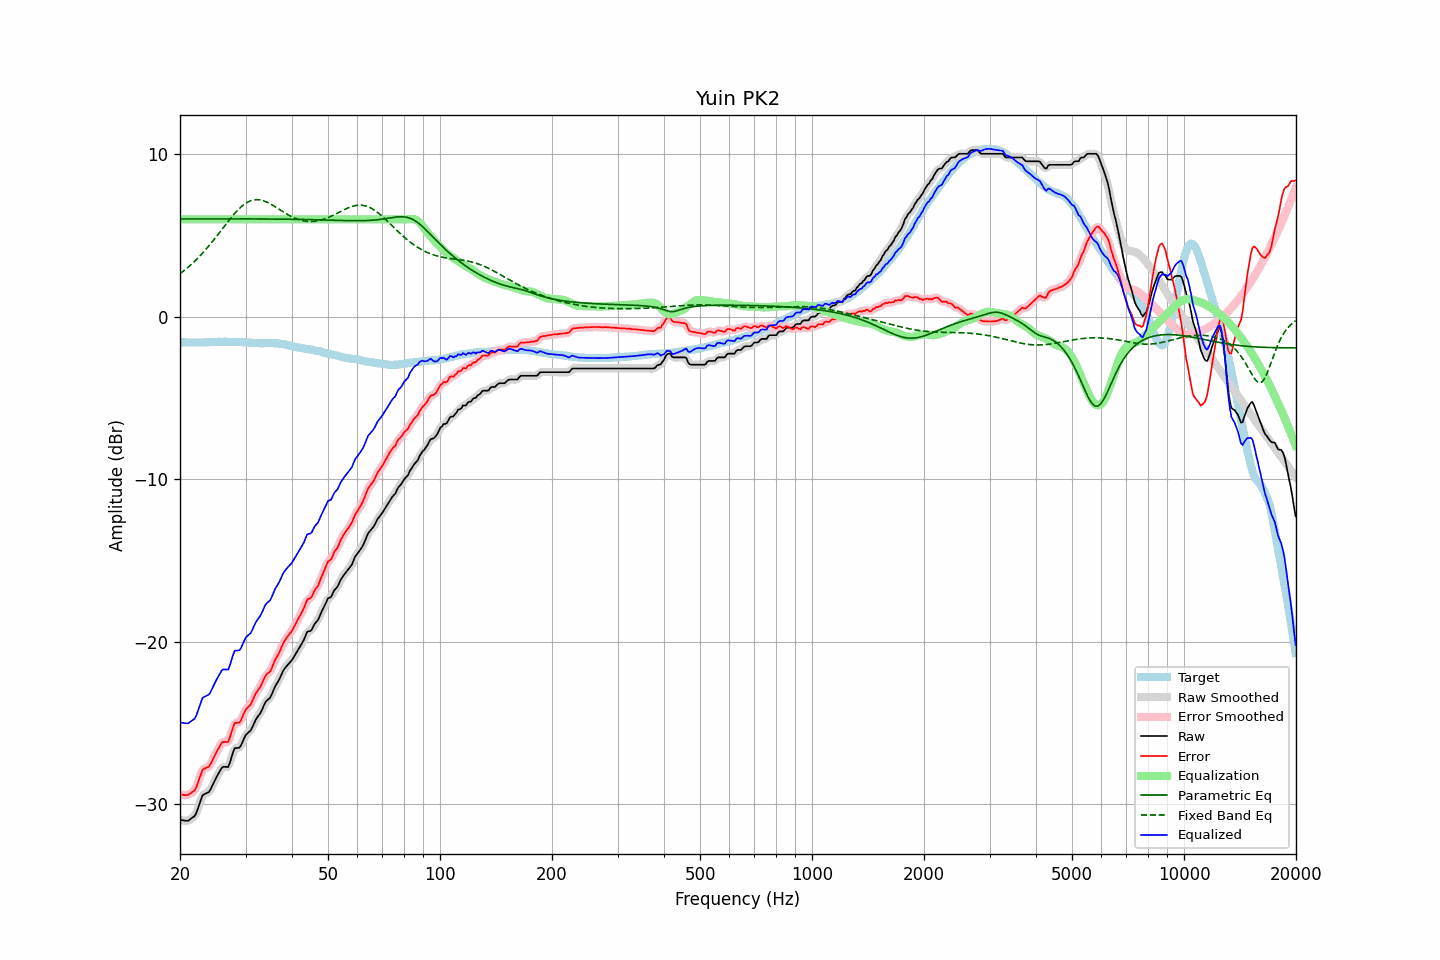 Yuin PK2
Amplitude (dBr)
10
0
−10
−20
−30
20
50
100
200
500
1000
2000
5000
10000
20000
Frequency (Hz)
Target
Raw Smoothed
Error Smoothed
Raw
Error
Equalization
Parametric Eq
Fixed Band Eq
Equalized